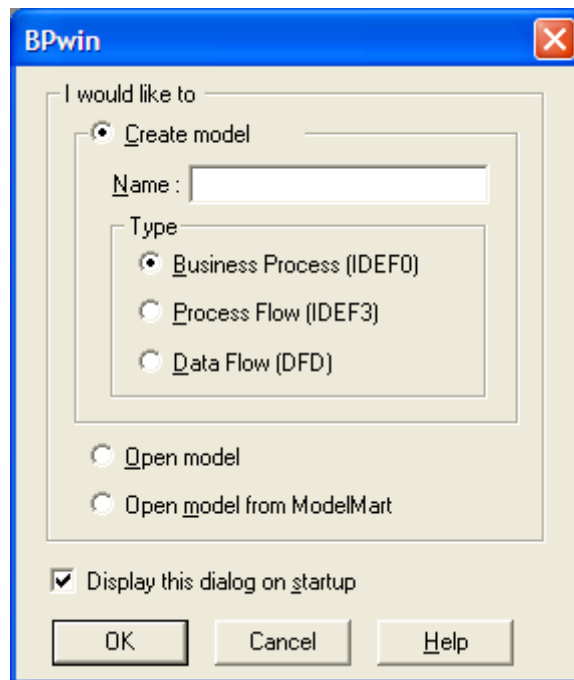 BPwin
I would like to
Create model
Name :
Type
Business Process (IDEF0)
Process Flow (IDEF3)
Data Flow (DFD)
Open model
Open model from ModelMart
Display this dialog on startup
OK Cancel Help